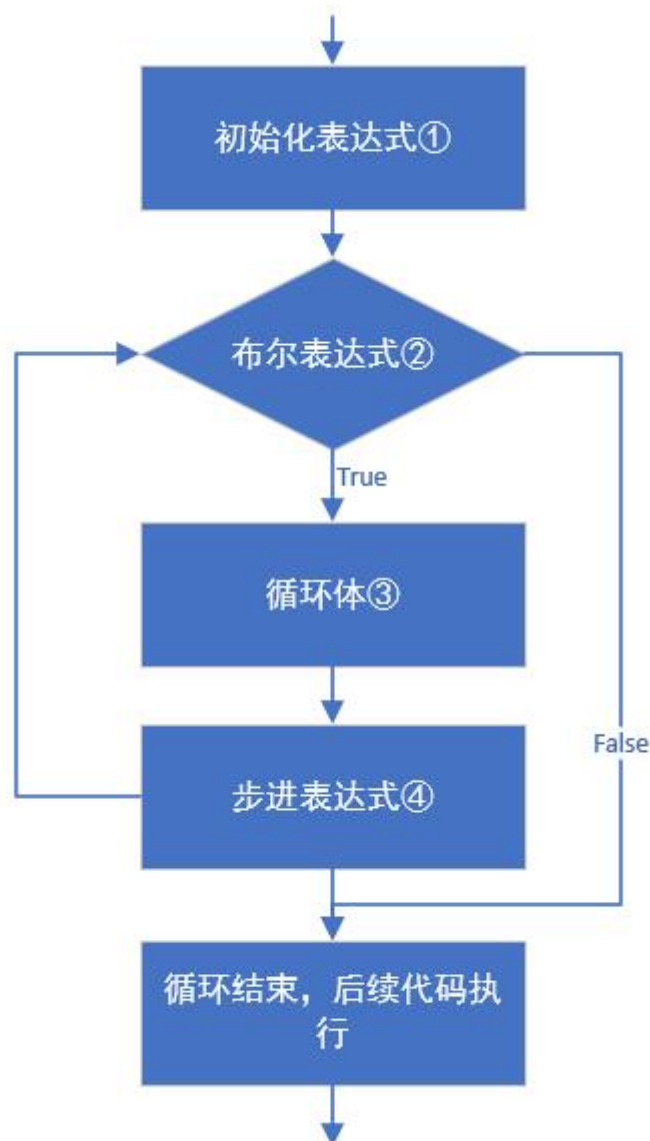 初始化表达式①
布尔表达式②
True
循环体③
False
步进表达式④
循环结束，后续代码执
行